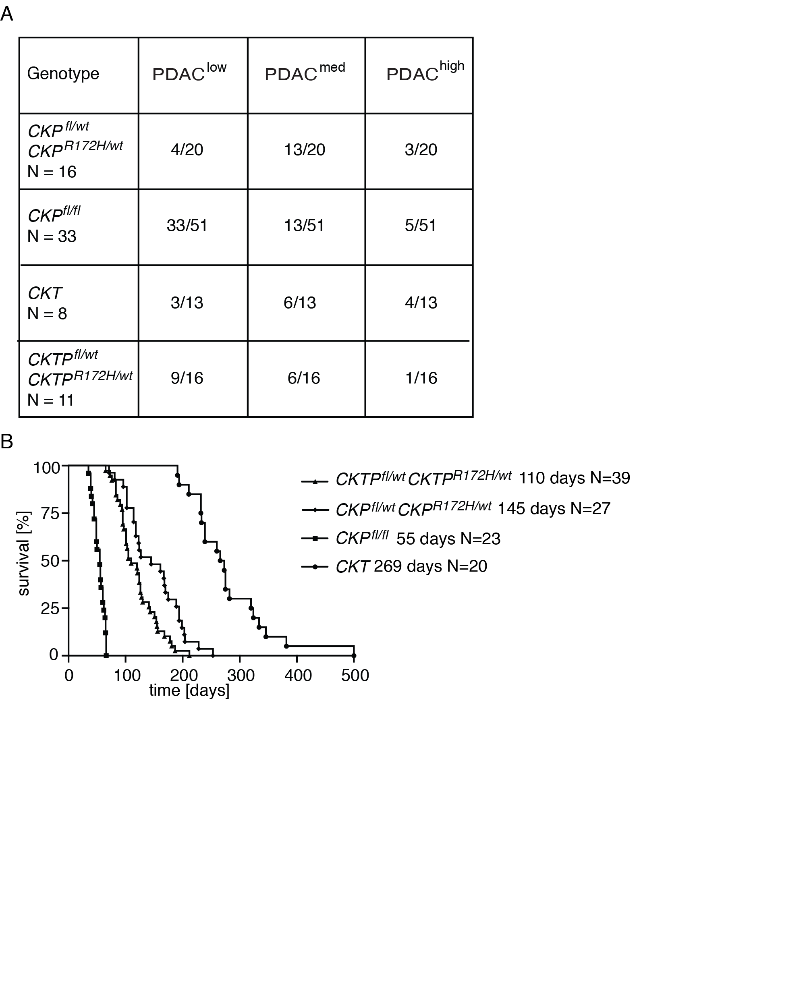 A
Genotype PDAC^low PDAC^med PDAC^high
CKP^fl/wt
CKP^R172H/wt 4/20 13/20 3/20
N = 16
CKP^fl/fl 33/51 13/51 5/51
N = 33
CKT 3/13 6/13 4/13
N = 8
CKTP^fl/wt
CKTP^R172H/wt 9/16 6/16 1/16
N = 11
B
survival [%]
100
75
50
25
0
0 100 200 300 400 500
time [days]
CKTP^fl/wt CKTP^R172H/wt 110 days N=39
CKP^fl/wt CKP^R172H/wt 145 days N=27
CKP^fl/fl 55 days N=23
CKT 269 days N=20